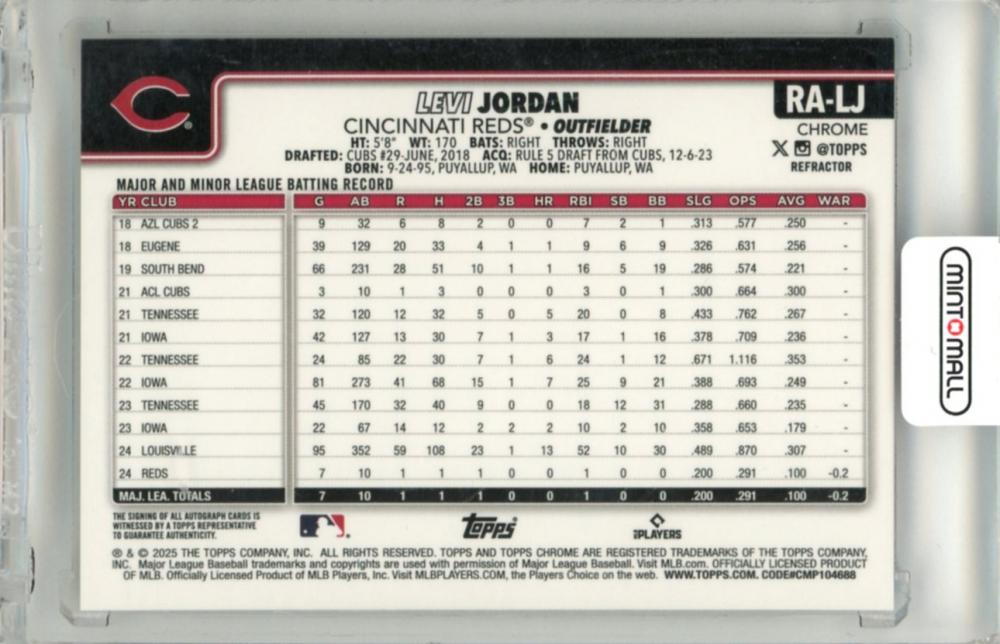 LEVI JORDAN
RA-LJ
CINCINNATI REDS® • OUTFIELDER
CHROME
HT: 5'8" WT: 170 BATS: RIGHT THROWS: RIGHT
X @TOPPS
DRAFTED: CUBS #29-JUNE, 2018 ACQ: RULE 5 DRAFT FROM CUBS, 12-6-23
REFRACTOR
BORN: 9-24-95, PUYALLUP, WA HOME: PUYALLUP, WA
MAJOR AND MINOR LEAGUE BATTING RECORD
YR CLUB G AB R H 2B 3B HR RBI SB BB SLG OPS AVG WAR
18 AZL CUBS 2 9 32 6 8 2 0 0 7 2 1 .313 .577 .250 -
18 EUGENE 39 129 20 33 4 1 1 9 6 9 .326 .631 .256 -
19 SOUTH BEND 66 231 28 51 10 1 1 16 5 19 .286 .574 .221 -
21 ACL CUBS 3 10 1 3 0 0 0 3 0 1 .300 .664 .300 -
21 TENNESSEE 32 120 12 32 5 0 5 20 0 8 .433 .762 .267 -
21 IOWA 42 127 13 30 7 1 3 17 1 16 .378 .709 .236 -
22 TENNESSEE 24 85 22 30 7 1 6 24 1 12 .671 1.116 .353 -
22 IOWA 81 273 41 68 15 1 7 25 9 21 .388 .693 .249 -
23 TENNESSEE 45 170 32 40 9 0 0 18 12 31 .288 .660 .235 -
23 IOWA 22 67 14 12 2 2 2 10 2 10 .358 .653 .179 -
24 LOUISVILLE 95 352 59 108 23 1 13 52 10 30 .489 .870 .307 -
24 REDS 7 10 1 1 1 0 0 1 0 0 .200 .291 .100 -0.2
MAJ. LEA. TOTALS 7 10 1 1 1 0 0 1 0 0 .200 .291 .100 -0.2
THE SIGNING OF ALL AUTOGRAPH CARDS IS
WITNESSED BY A TOPPS REPRESENTATIVE
TO GUARANTEE AUTHENTICITY.
Topps®
PLAYERS
® & © 2025 THE TOPPS COMPANY, INC. ALL RIGHTS RESERVED. TOPPS AND TOPPS CHROME ARE REGISTERED TRADEMARKS OF THE TOPPS COMPANY,
INC. Major League Baseball trademarks and copyrights are used with permission of Major League Baseball. Visit MLB.com. OFFICIALLY LICENSED PRODUCT
OF MLB. Officially Licensed Product of MLB Players, Inc. Visit MLBPLAYERS.COM, the Players Choice on the web. WWW.TOPPS.COM. CODE#CMP104688
MINTOMALL